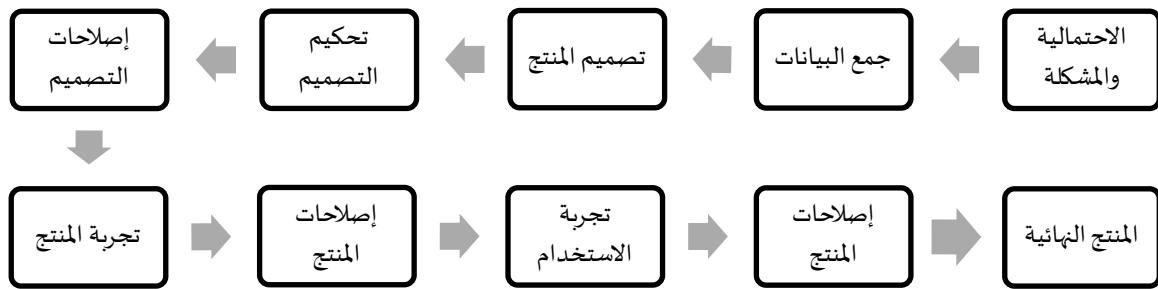 الاحتمالية
والمشكلة
جمع البيانات
تصميم المنتج
تحكيم
التصميم
إصلاحات
التصميم
تجربة المنتج
إصلاحات
المنتج
تجربة
الاستخدام
إصلاحات
المنتج
المنتج النهائية